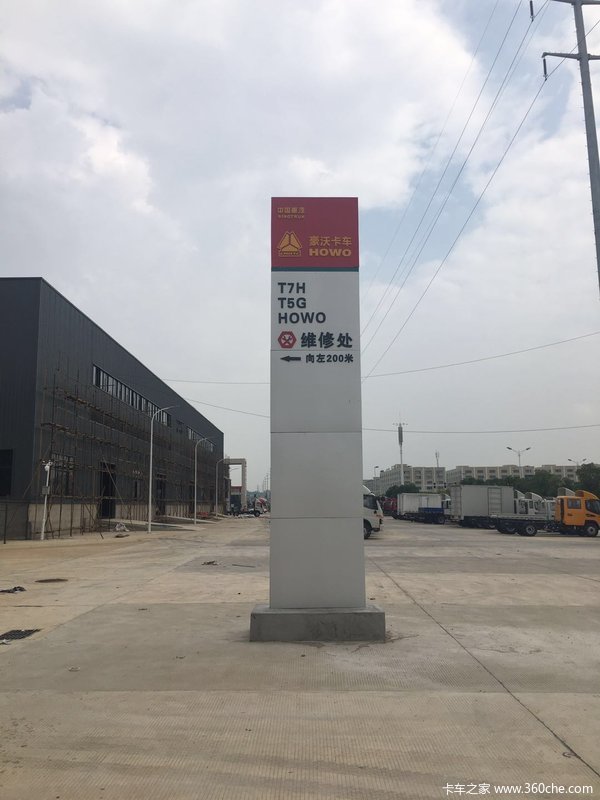 中国重汽
SINOTRUK
豪沃卡车
HOWO
T7H
T5G
HOWO
维修处
向左200米
卡车之家 www.360che.com